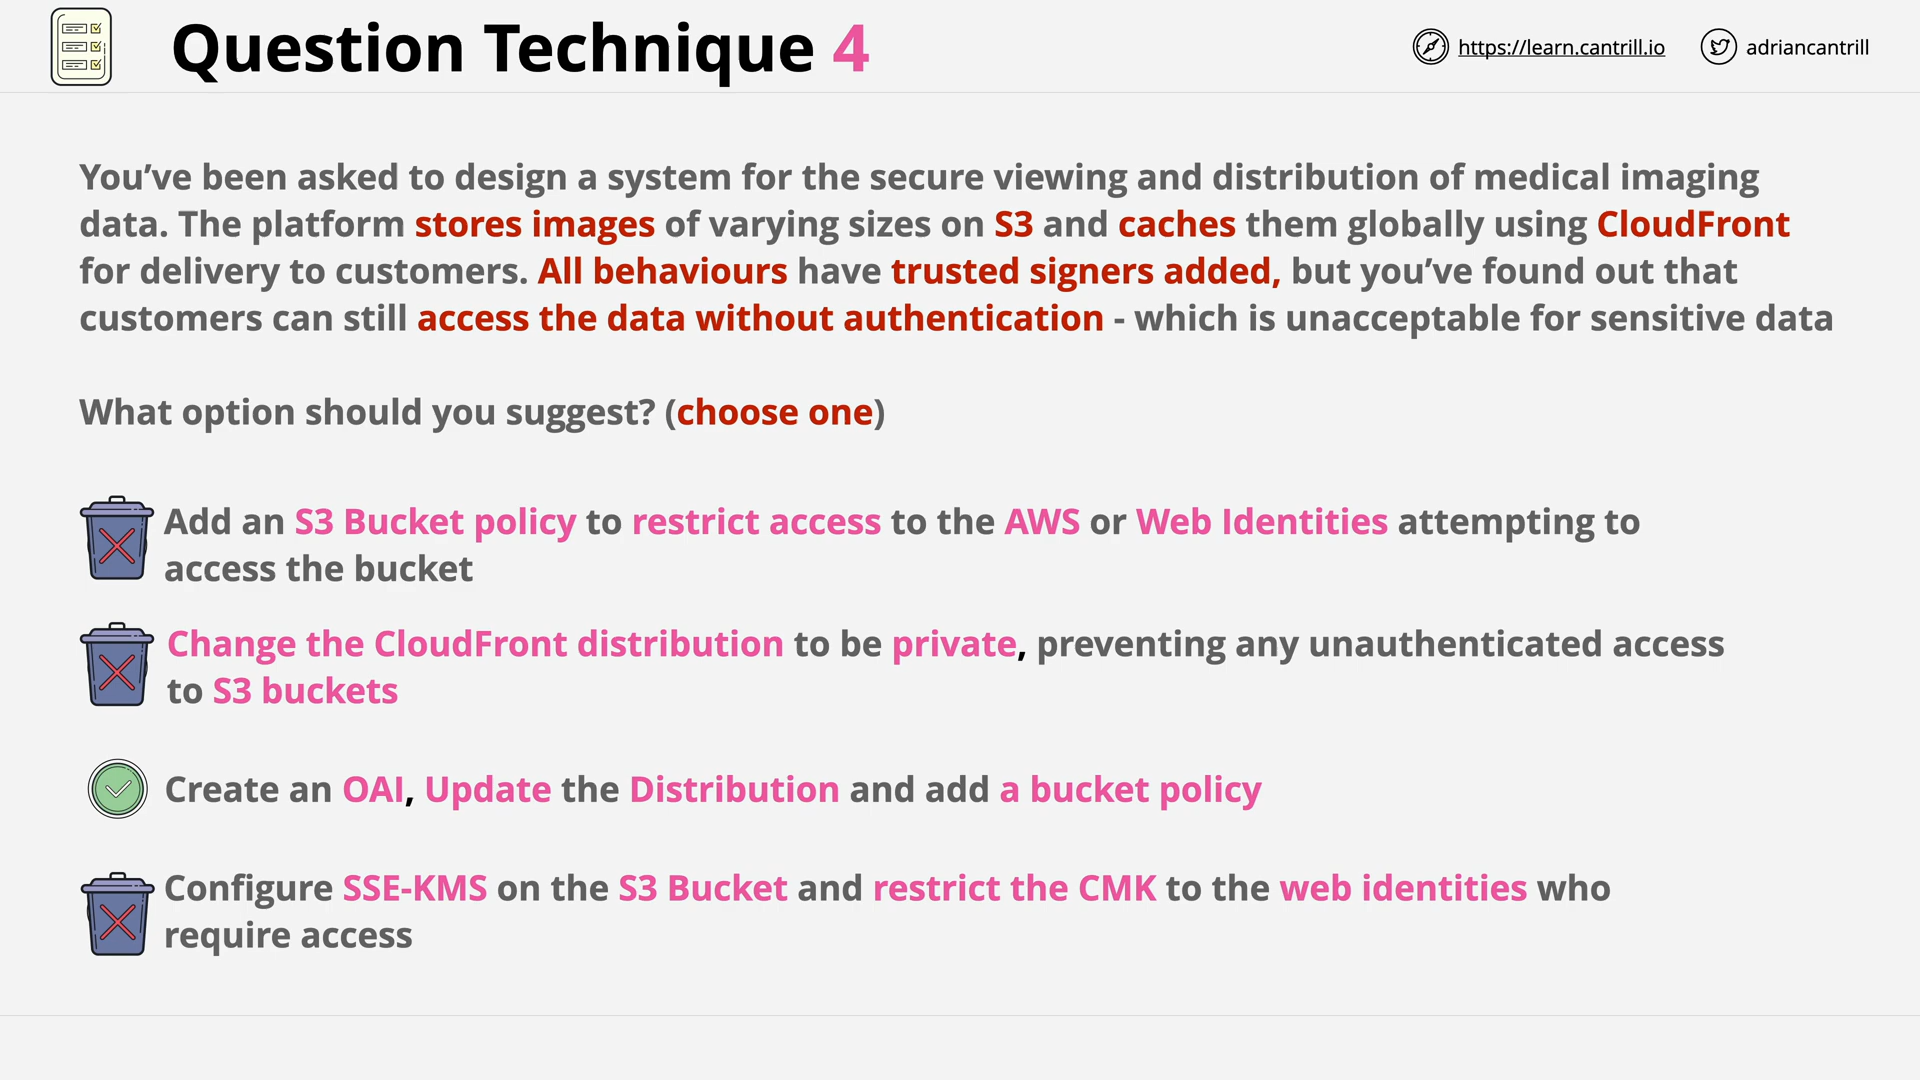 Question Technique 4
https://learn.cantrill.io
adriancantrill
You’ve been asked to design a system for the secure viewing and distribution of medical imaging
data. The platform stores images of varying sizes on S3 and caches them globally using CloudFront
for delivery to customers. All behaviours have trusted signers added, but you’ve found out that
customers can still access the data without authentication - which is unacceptable for sensitive data
What option should you suggest? (choose one)
Add an S3 Bucket policy to restrict access to the AWS or Web Identities attempting to
access the bucket
Change the CloudFront distribution to be private, preventing any unauthenticated access
to S3 buckets
Create an OAI, Update the Distribution and add a bucket policy
Configure SSE-KMS on the S3 Bucket and restrict the CMK to the web identities who
require access